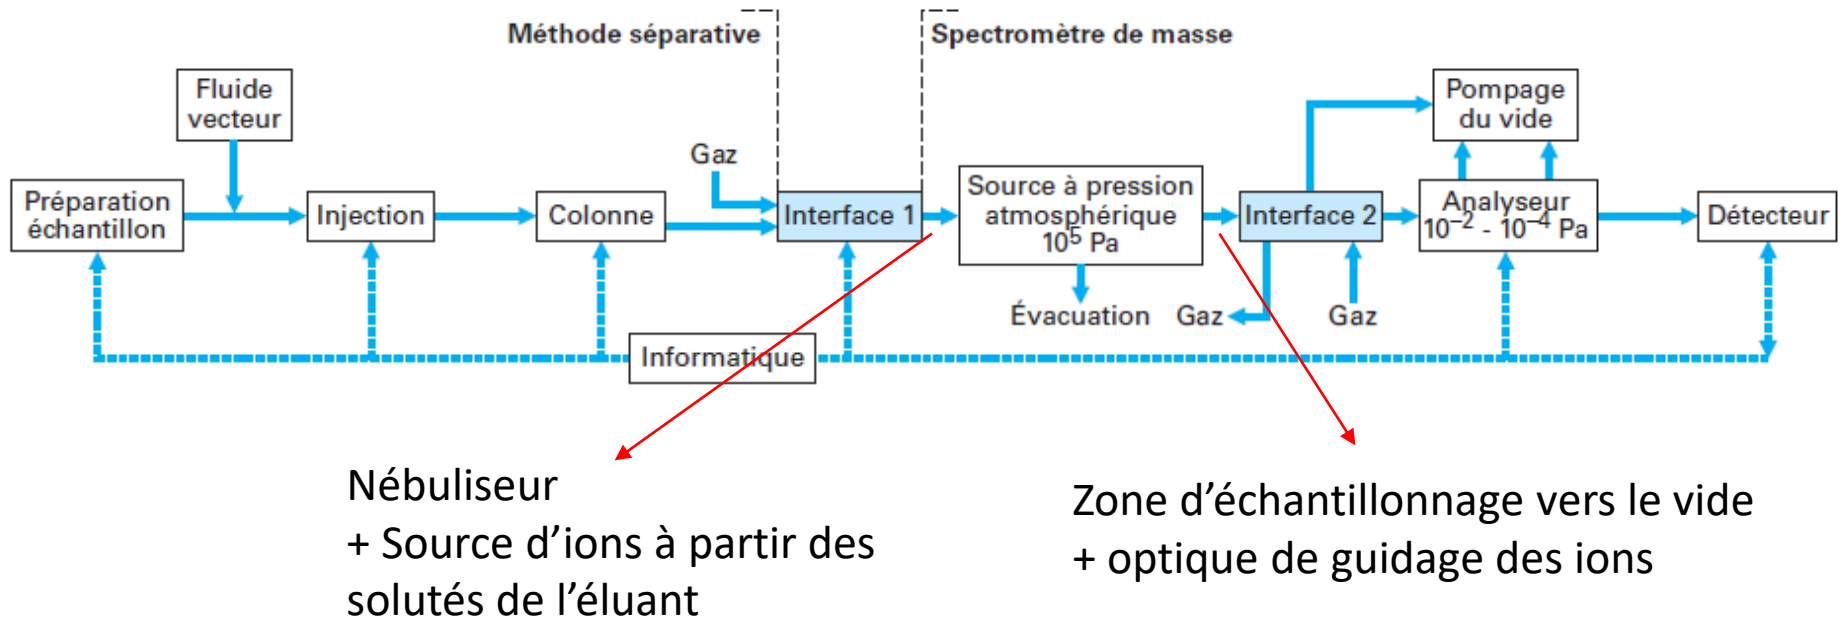 Méthode séparative
Spectromètre de masse
Fluide
vecteur
Pompage
du vide
Gaz
Préparation
échantillon
Injection
Colonne
Interface 1
Source à pression
atmosphérique
10⁵ Pa
Interface 2
Analyseur
10⁻² - 10⁻⁴ Pa
Détecteur
Évacuation
Gaz
Gaz
Informatique
Nébuliseur
+ Source d’ions à partir des
solutés de l’éluant
Zone d’échantillonnage vers le vide
+ optique de guidage des ions